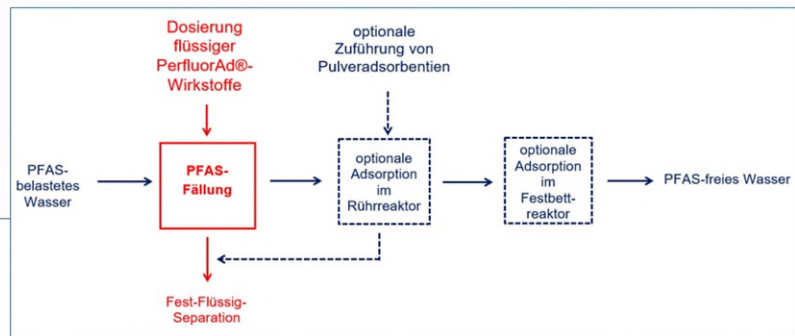 Dosierung
flüssiger
PerfluorAd®-
Wirkstoffe
optionale
Zuführung von
Pulveradsorbentien
PFAS-
belastetes
Wasser
PFAS-
Fällung
optionale
Adsorption
im
Rührreaktor
optionale
Adsorption
im
Festbett-
reaktor
PFAS-freies Wasser
Fest-Flüssig-
Separation